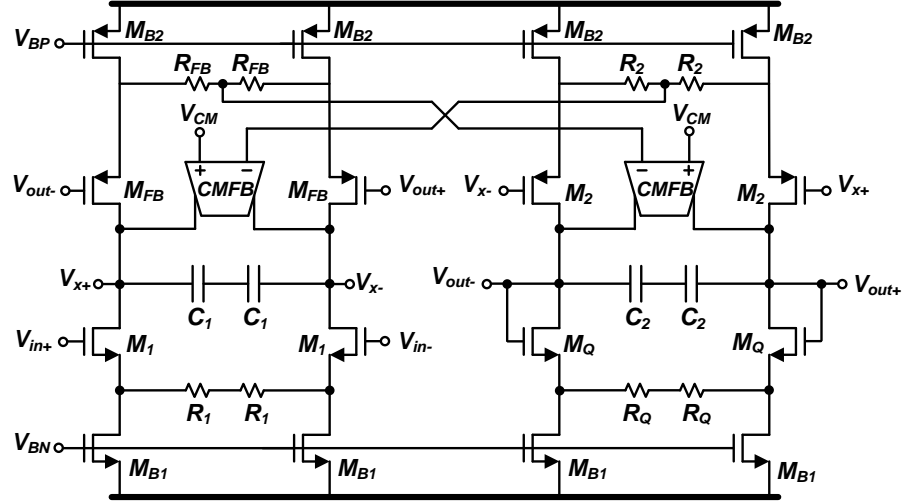 V_BP M_B2 M_B2 M_B2 M_B2
R_FB R_FB R_2 R_2
V_CM V_CM
+ − − +
V_out- M_FB CMFB M_FB V_out+ V_x- M_2 CMFB M_2 V_x+
V_x+ V_x- V_out- V_out+
C_1 C_1 C_2 C_2
V_in+ M_1 M_1 V_in- M_Q M_Q
R_1 R_1 R_Q R_Q
V_BN M_B1 M_B1 M_B1 M_B1